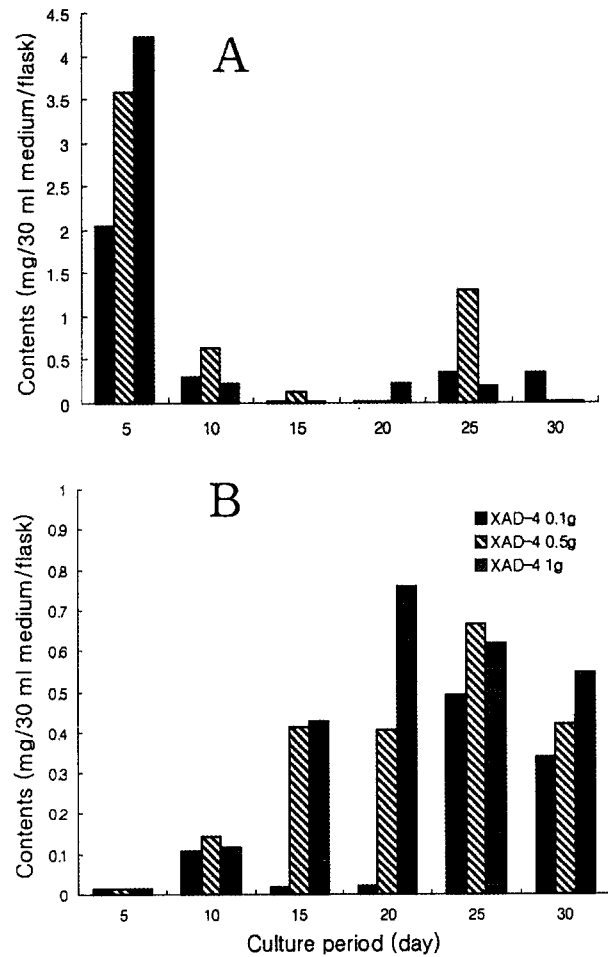 A
Contents (mg/30 ml medium/flask)
4.5
4
3.5
3
2.5
2
1.5
1
0.5
0
5 10 15 20 25 30
B
Contents (mg/30 ml medium/flask)
1
0.9
0.8
0.7
0.6
0.5
0.4
0.3
0.2
0.1
0
XAD-4 0.1g
XAD-4 0.5g
XAD-4 1g
5 10 15 20 25 30
Culture period (day)